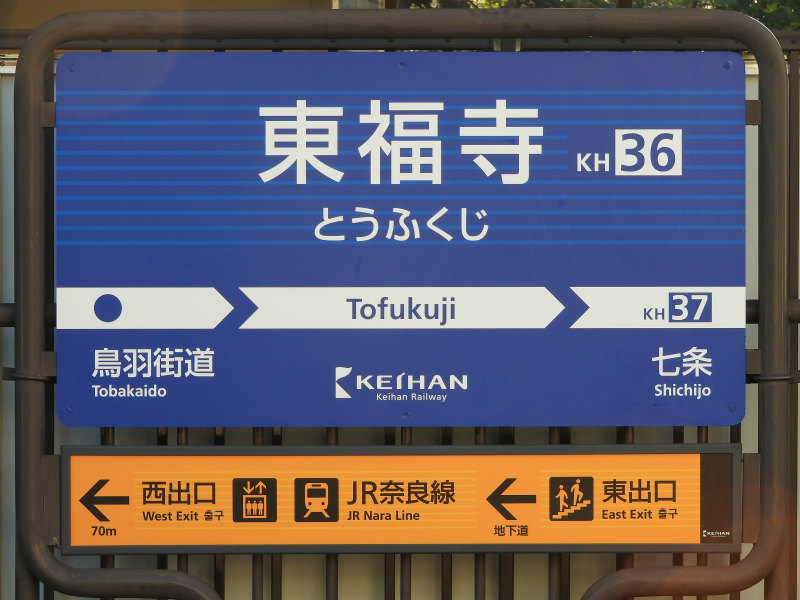 東福寺 KH 36
とうふくじ
Tofukuji
KH 37
鳥羽街道
Tobakaido
KEIHAN
Keihan Railway
七条
Shichijo
70m
西出口
West Exit 출구
JR奈良線
JR Nara Line
地下道
東出口
East Exit 출구
KEIHAN